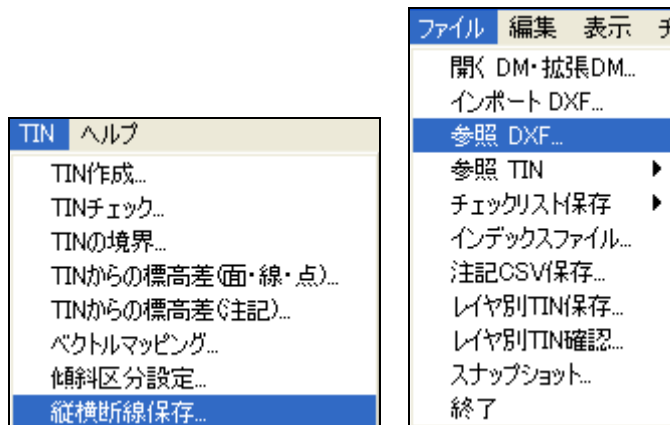 TIN ヘルプ
TIN作成...
TINチェック...
TINの境界...
TINからの標高差(面・線・点)...
TINからの標高差(注記)...
ベクトルマッピング...
傾斜区分設定...
縦横断線保存...
ファイル 編集 表示
開く DM・拡張DM...
インポート DXF...
参照 DXF...
参照 TIN
チェックリスト保存
インデックスファイル...
注記CSV保存...
レイヤ別TIN保存...
レイヤ別TIN確認...
スナップショット...
終了